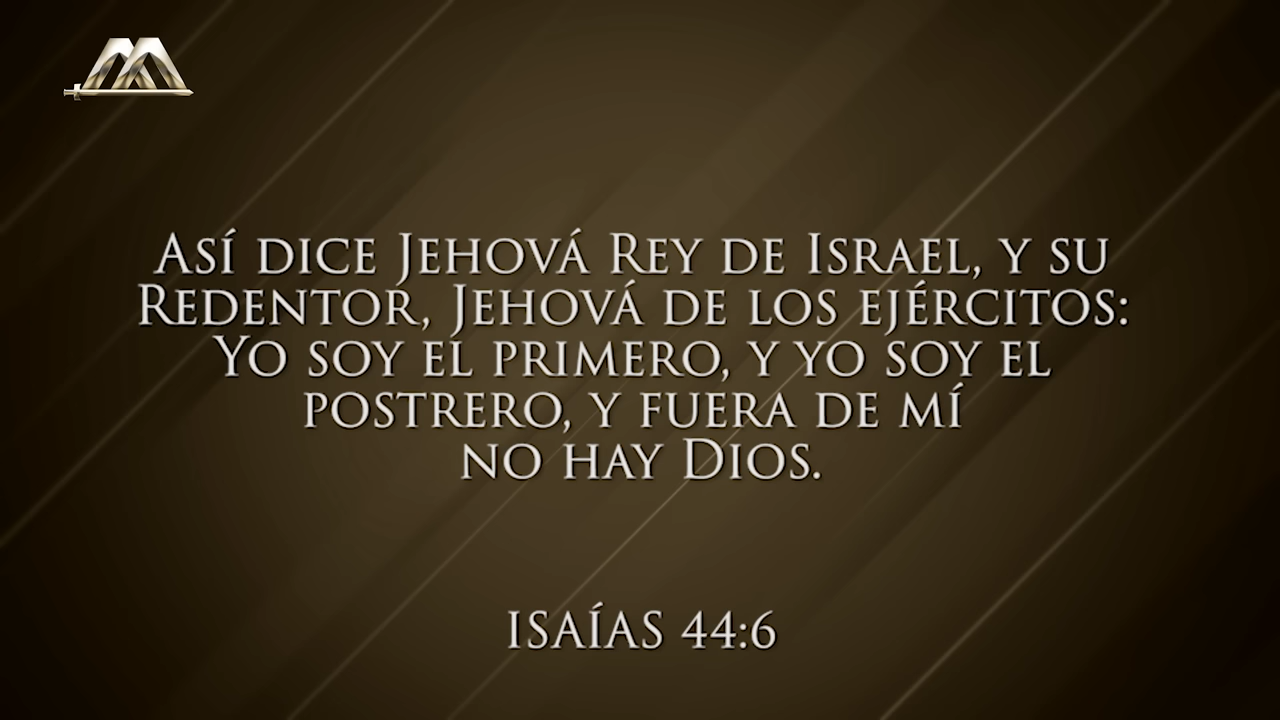 Así dice Jehová Rey de Israel, y su
Redentor, Jehová de los ejércitos:
Yo soy el primero, y yo soy el
postrero, y fuera de mí
no hay Dios.
ISAÍAS 44:6